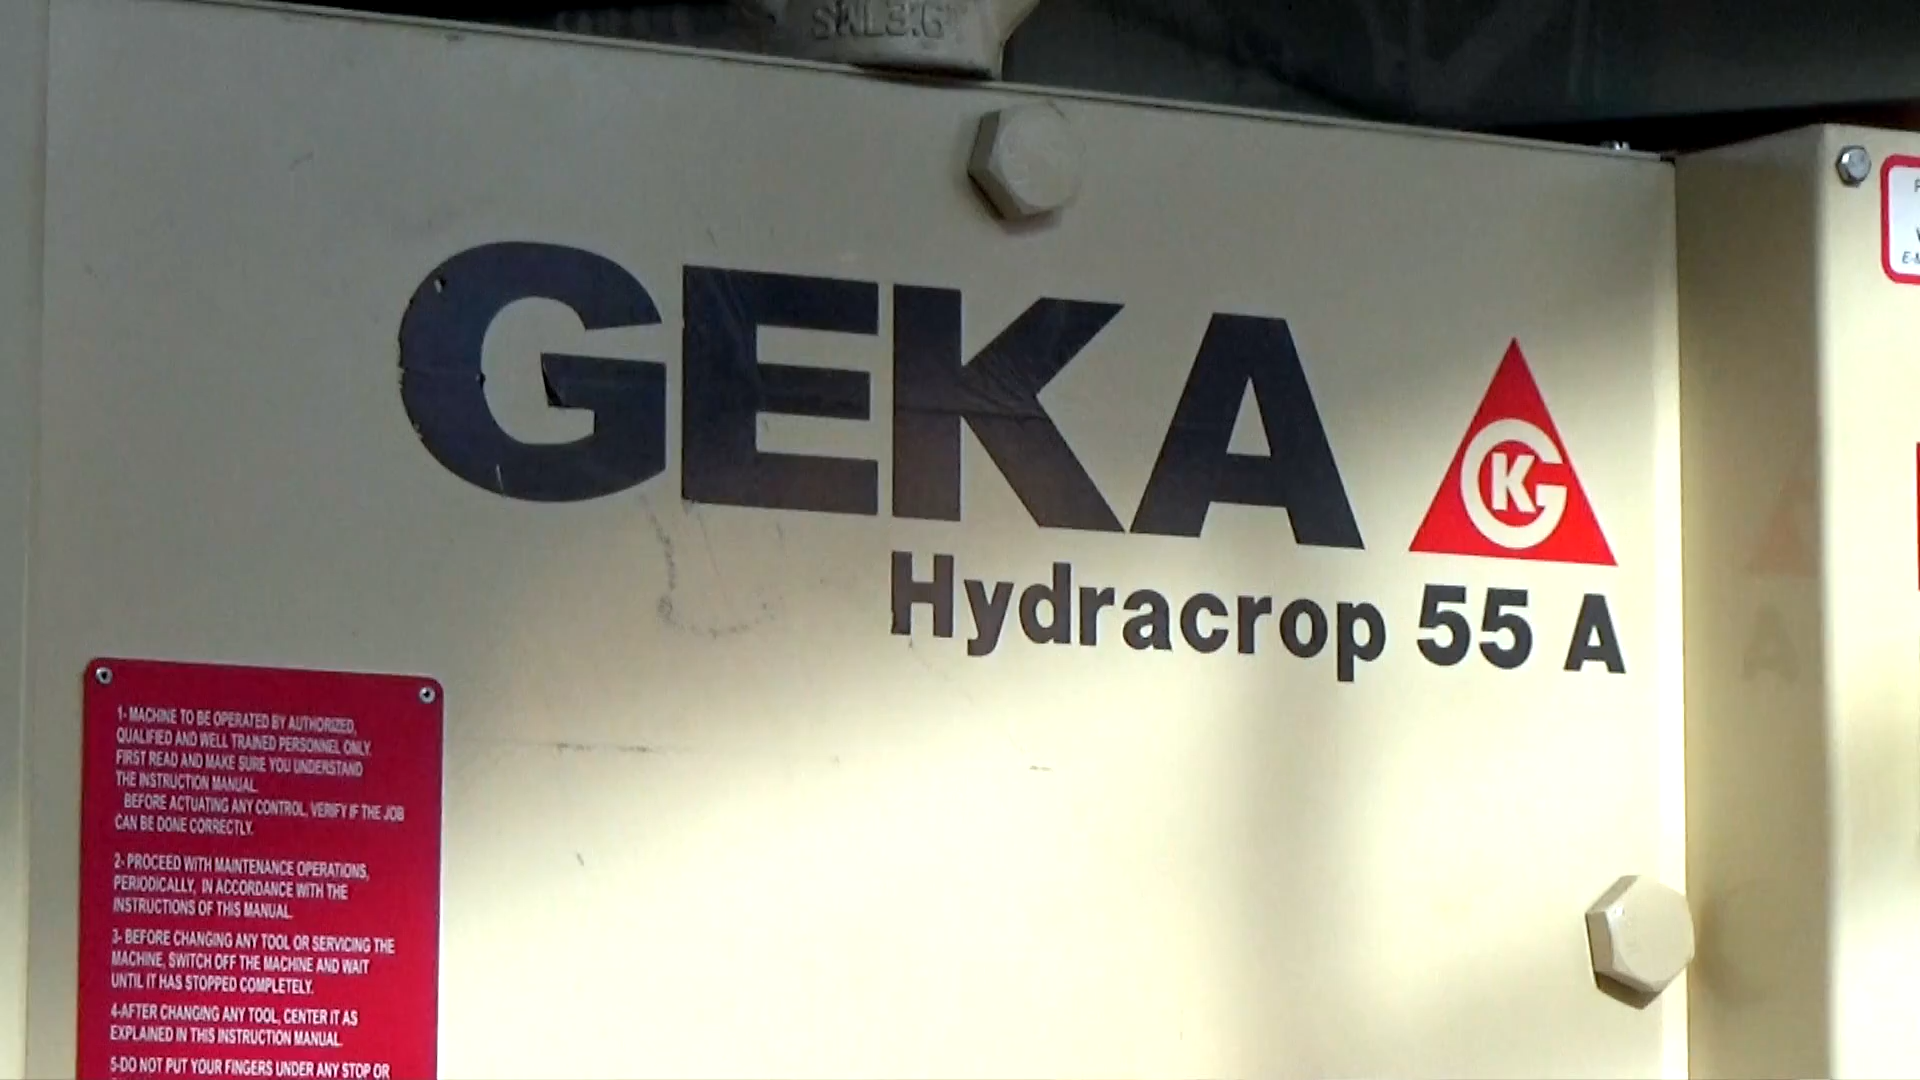 GEKA
GK
Hydracrop 55 A
1- MACHINE TO BE OPERATED BY AUTHORIZED,
QUALIFIED AND WELL TRAINED PERSONNEL ONLY.
FIRST READ AND MAKE SURE YOU UNDERSTAND
THE INSTRUCTION MANUAL.
BEFORE ACTUATING ANY CONTROL, VERIFY IF THE JOB
CAN BE DONE CORRECTLY.
2- PROCEED WITH MAINTENANCE OPERATIONS,
PERIODICALLY, IN ACCORDANCE WITH THE
INSTRUCTIONS OF THIS MANUAL.
3- BEFORE CHANGING ANY TOOL OR SERVICING THE
MACHINE, SWITCH OFF THE MACHINE AND WAIT
UNTIL IT HAS STOPPED COMPLETELY.
4-AFTER CHANGING ANY TOOL, CENTER IT AS
EXPLAINED IN THIS INSTRUCTION MANUAL.
5-DO NOT PUT YOUR FINGERS UNDER ANY STOP OR